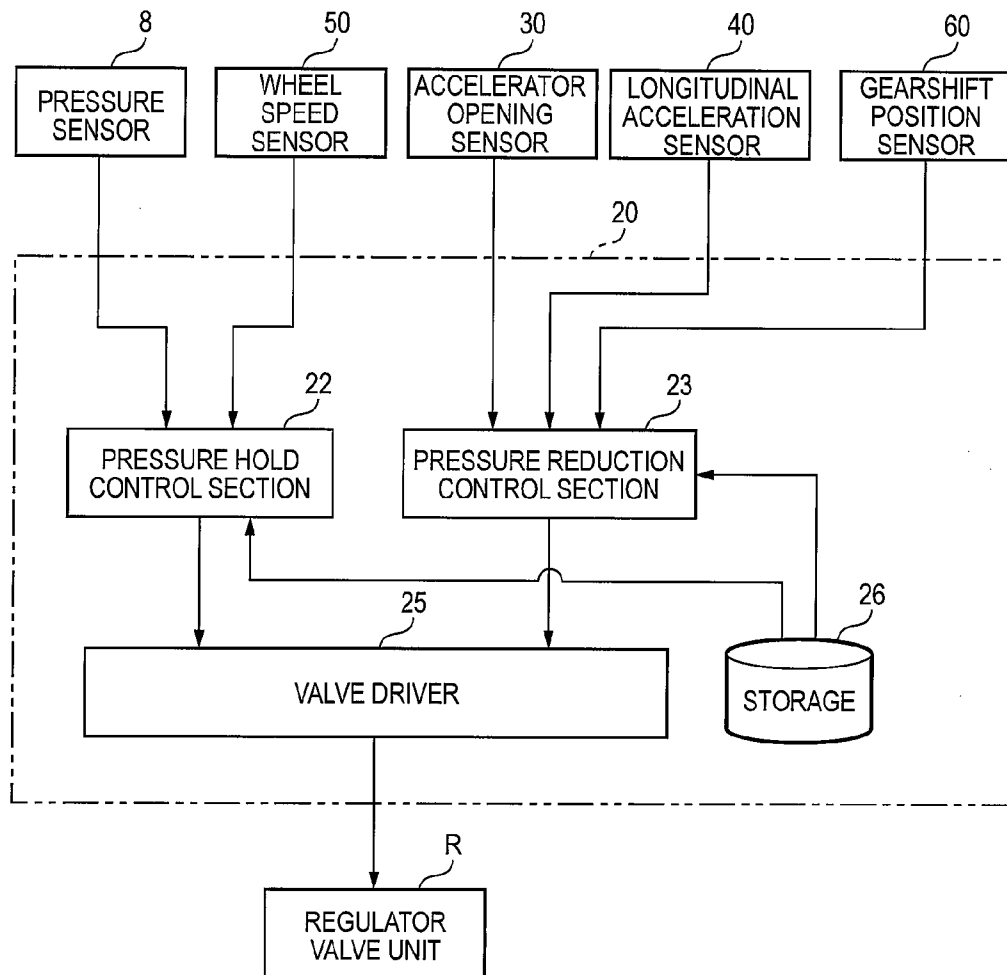 8
50
30
40
60
PRESSURE
SENSOR
WHEEL
SPEED
SENSOR
ACCELERATOR
OPENING
SENSOR
LONGITUDINAL
ACCELERATION
SENSOR
GEARSHIFT
POSITION
SENSOR
20
22
23
PRESSURE HOLD
CONTROL SECTION
PRESSURE REDUCTION
CONTROL SECTION
25
26
VALVE DRIVER
STORAGE
R
REGULATOR
VALVE UNIT